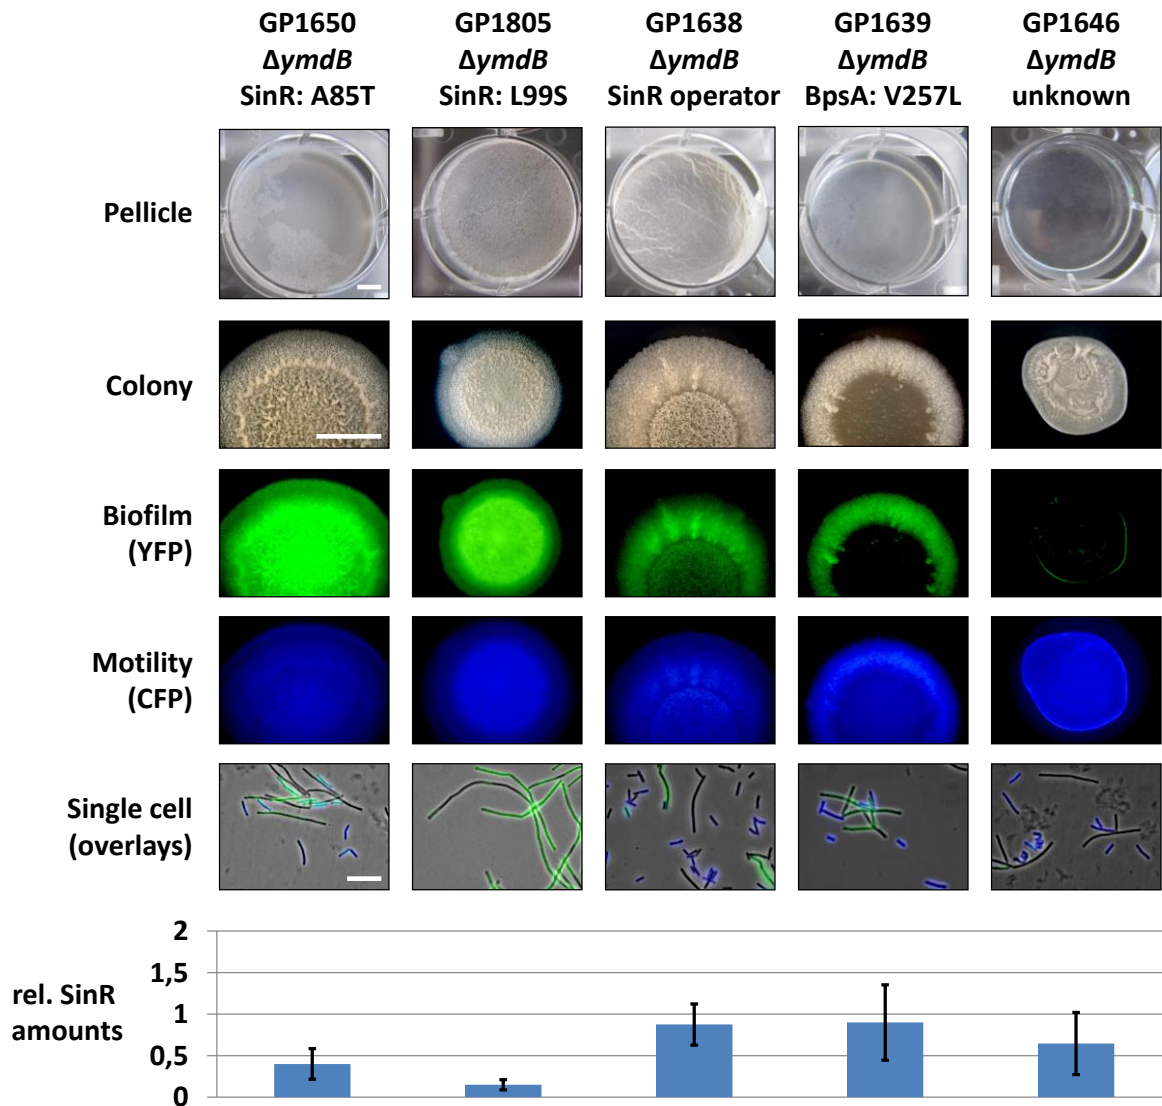 GP1650
ΔymdB
SinR: A85T
GP1805
ΔymdB
SinR: L99S
GP1638
ΔymdB
SinR operator
GP1639
ΔymdB
BpsA: V257L
GP1646
ΔymdB
unknown
Pellicle
Colony
Biofilm
(YFP)
Motility
(CFP)
Single cell
(overlays)
rel. SinR
amounts
2
1,5
1
0,5
0